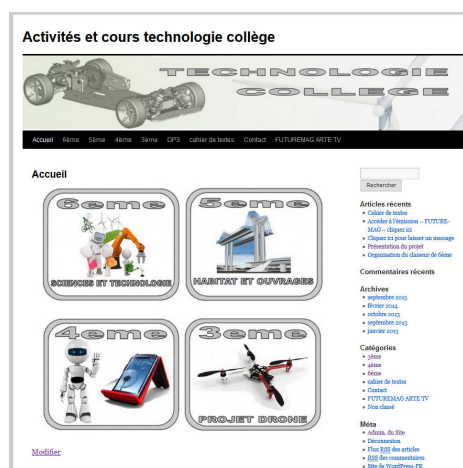 Activités et cours technologie collège
TECHNOLOGIE
COLLEGE
Accueil 6ème 5ème 4ème 3ème DP3 cahier de textes Contact FUTUREMAG ARTE TV
Accueil
6eme
SCIENCES ET TECHNOLOGIE
5eme
HABITAT ET OUVRAGES
4eme
3eme
PROJET DRONE
Modifier
Rechercher
Articles récents
Cahier de textes
Accéder à l'émission – FUTURE-
MAG – cliquez ici
Cliquez ici pour laisser un message
Présentation du projet
Organisation du classeur de 6ème
Commentaires récents
Archives
septembre 2015
février 2014
octobre 2013
septembre 2013
janvier 2013
Catégories
3ème
4ème
6ème
cahier de textes
Contact
FUTUREMAG ARTE TV
Non classé
Méta
Admin. du Site
Déconnexion
Flux RSS des articles
RSS des commentaires
Site de WordPress-FR